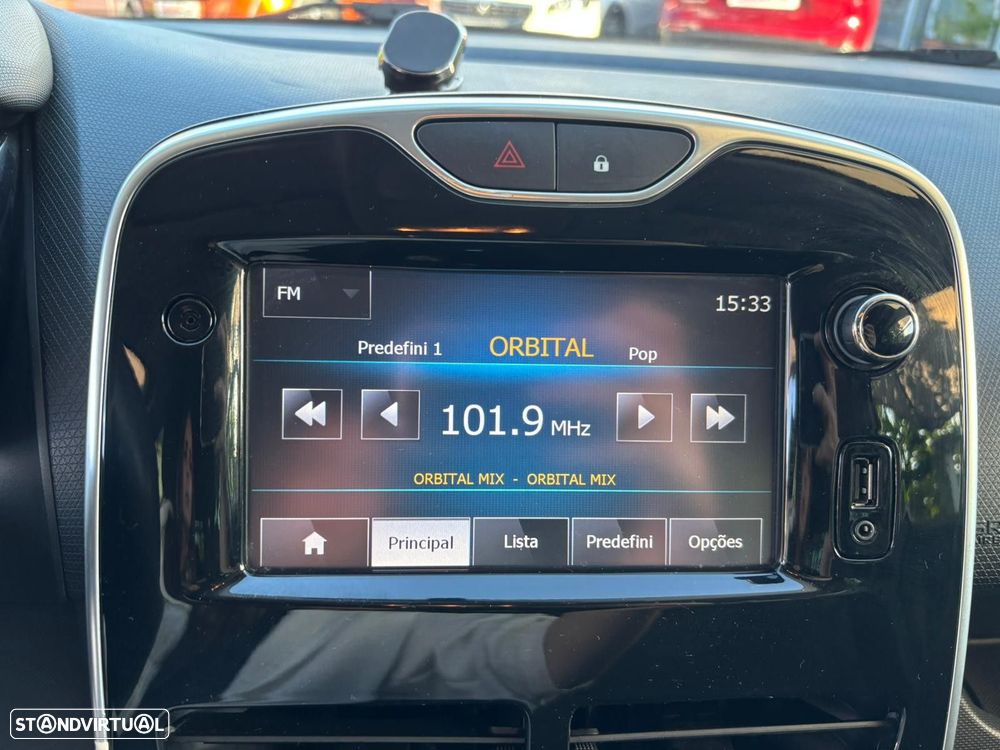 FM
15:33
Predefini 1 ORBITAL Pop
101.9 MHz
ORBITAL MIX - ORBITAL MIX
Principal Lista Predefini Opções
STANDVIRTUAL